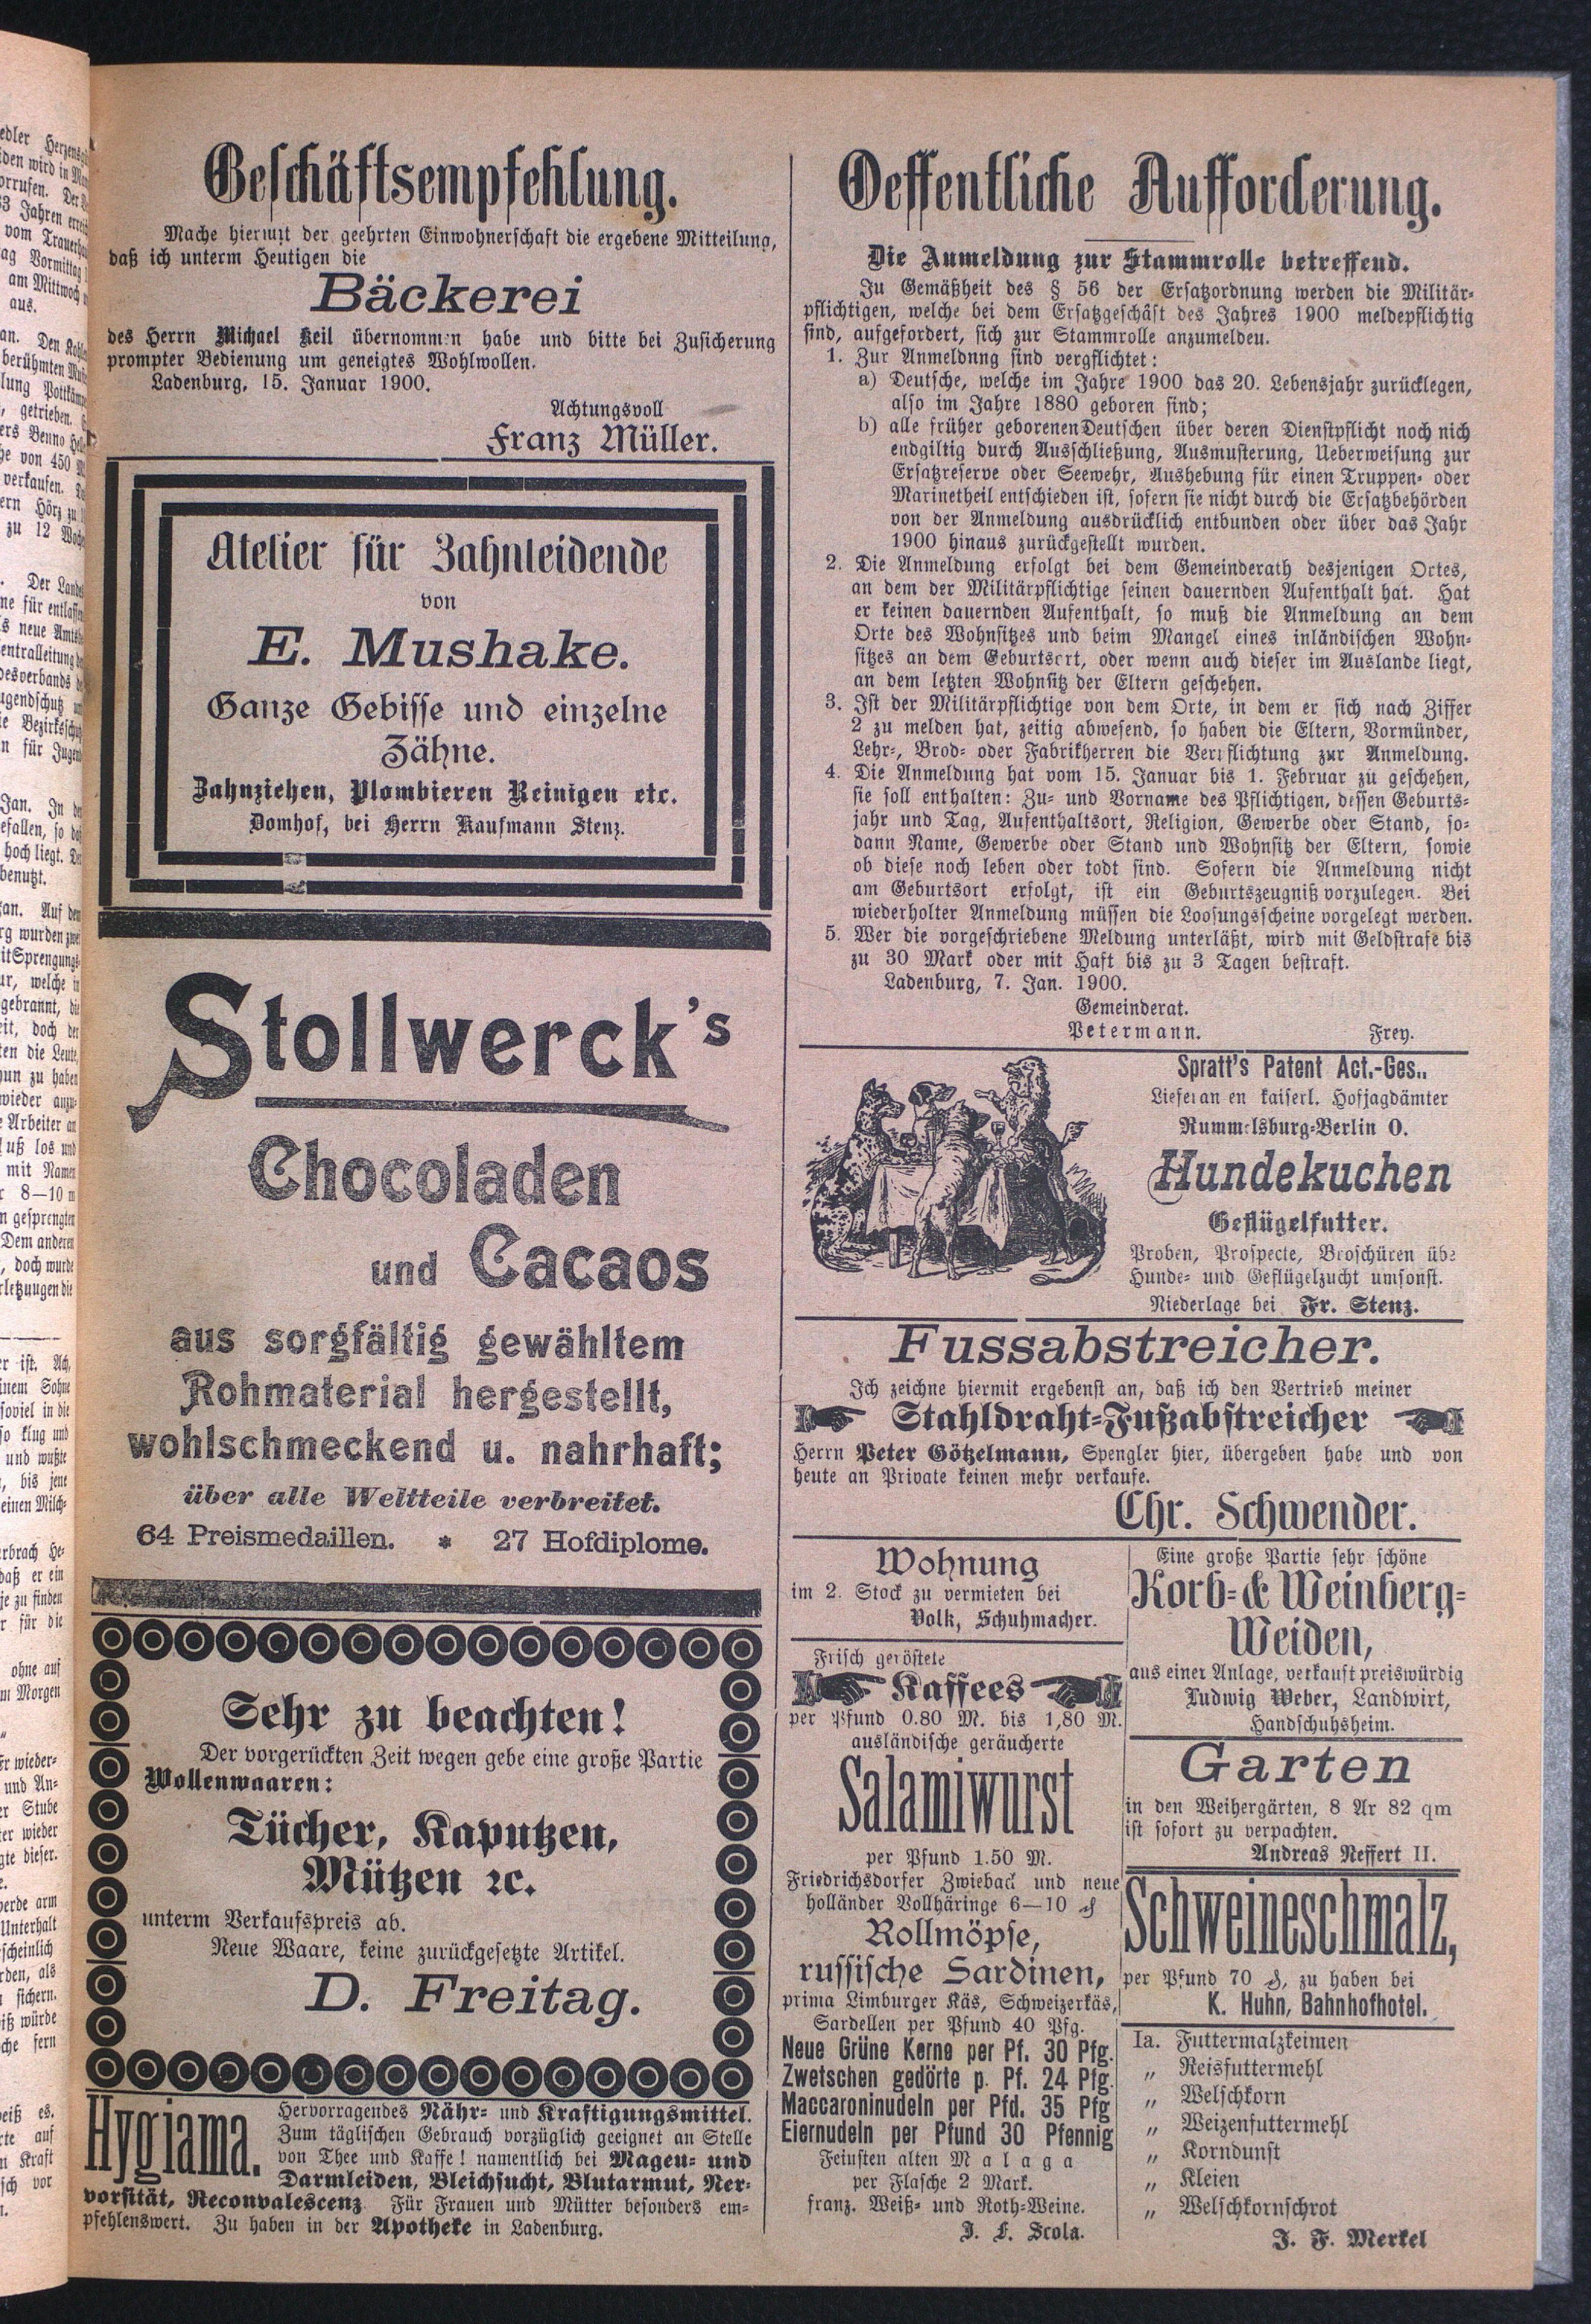 Geschäftsempfehlung.
Mache hiermit der geehrten Einwohnerschaft die ergebene Mitteilung,
daß ich unterm Heutigen die
Bäckerei
des Herrn Michael Keil übernommen habe und bitte bei Zusicherung
prompter Bedienung um geneigtes Wohlwollen.
Ladenburg, 15. Januar 1900.
Achtungsvoll
Franz Müller.
Atelier für Zahnleidende
von
E. Mushake.
Ganze Gebisse und einzelne
Zähne.
Zahnziehen, Plombieren Reinigen etc.
Domhof, bei Herrn Kaufmann Stenz.
Stollwerck's
Chocoladen
und Cacaos
aus sorgfältig gewähltem
Rohmaterial hergestellt,
wohlschmeckend u. nahrhaft;
über alle Weltteile verbreitet.
64 Preismedaillen. * 27 Hofdiplome.
Sehr zu beachten!
Der vorgerückten Zeit wegen gebe eine große Partie
Wollenwaaren:
Tücher, Kaputzen,
Mützen ꝛc.
unterm Verkaufspreis ab.
Neue Waare, keine zurückgesetzte Artikel.
D. Freitag.
Hygiama.
Hervorragendes Nähr- und Kraftigungsmittel.
Zum täglichen Gebrauch vorzüglich geeignet an Stelle
von Thee und Kaffe! namentlich bei Magen- und
Darmleiden, Bleichsucht, Blutarmut, Ner-
vorsität, Reconvalescenz Für Frauen und Mütter besonders em-
pfehlenswert. Zu haben in der Apotheke in Ladenburg.
Oeffentliche Aufforderung.
Die Anmeldung zur Stammrolle betreffend.
In Gemäßheit des § 56 der Ersatzordnung werden die Militär-
pflichtigen, welche bei dem Ersatzgeschäft des Jahres 1900 meldepflichtig
sind, aufgefordert, sich zur Stammrolle anzumelden.
1. Zur Anmeldnng sind vergflichtet:
a) Deutsche, welche im Jahre 1900 das 20. Lebensjahr zurücklegen,
also im Jahre 1880 geboren sind;
b) alle früher geborenen Deutschen über deren Dienstpflicht noch nich
endgiltig durch Ausschließung, Ausmusterung, Ueberweisung zur
Ersatzreserve oder Seewehr, Aushebung für einen Truppen- oder
Marinetheil entschieden ist, sofern sie nicht durch die Ersatzbehörden
von der Anmeldung ausdrücklich entbunden oder über das Jahr
1900 hinaus zurückgestellt wurden.
2. Die Anmeldung erfolgt bei dem Gemeinderath desjenigen Ortes,
an dem der Militärpflichtige seinen dauernden Aufenthalt hat. Hat
er keinen dauernden Aufenthalt, so muß die Anmeldung an dem
Orte des Wohnsitzes und beim Mangel eines inländischen Wohn-
sitzes an dem Geburtsort, oder wenn auch dieser im Auslande liegt,
an dem letzten Wohnsitz der Eltern geschehen.
3. Ist der Militärpflichtige von dem Orte, in dem er sich nach Ziffer
2 zu melden hat, zeitig abwesend, so haben die Eltern, Vormünder,
Lehr-, Brod- oder Fabrikherren die Verpflichtung zur Anmeldung.
4. Die Anmeldung hat vom 15. Januar bis 1. Februar zu geschehen,
sie soll enthalten: Zu- und Vorname des Pflichtigen, dessen Geburts-
jahr und Tag, Aufenthaltsort, Religion, Gewerbe oder Stand, so-
dann Name, Gewerbe oder Stand und Wohnsitz der Eltern, sowie
ob diese noch leben oder todt sind. Sofern die Anmeldung nicht
am Geburtsort erfolgt, ist ein Geburtszeugniß vorzulegen. Bei
wiederholter Anmeldung müssen die Loosungsscheine vorgelegt werden.
5. Wer die vorgeschriebene Meldung unterläßt, wird mit Geldstrafe bis
zu 30 Mark oder mit Haft bis zu 3 Tagen bestraft.
Ladenburg, 7. Jan. 1900.
Gemeinderat.
Petermann. Frey.
Spratt's Patent Act.-Ges.,
Lieferan en kaiserl. Hofjagdämter
Rummelsburg-Berlin O.
Hundekuchen
Geflügelfutter.
Proben, Prospecte, Broschüren übe
Hunde- und Geflügelzucht umsonst.
Niederlage bei Fr. Stenz.
Fussabstreicher.
Ich zeichne hiermit ergebenst an, daß ich den Vertrieb meiner
Stahldraht-Fußabstreicher
Herrn Peter Götzelmann, Spengler hier, übergeben habe und von
heute an Private keinen mehr verkaufe.
Chr. Schwender.
Wohnung
im 2. Stock zu vermieten bei
Volk, Schuhmacher.
Frisch geröstete
Kaffees
per Pfund 0.80 M. bis 1,80 M.
ausländische geräucherte
Salamiwurst
per Pfund 1.50 M.
Friedrichsdorfer Zwieback und neue
holländer Vollhäringe 6—10 ₰
Rollmöpse,
russische Sardinen,
prima Limburger Käs, Schweizerkäs,
Sardellen per Pfund 40 Pfg.
Neue Grüne Kerne per Pf. 30 Pfg.
Zwetschen gedörte p. Pf. 24 Pfg.
Maccaroninudeln per Pfd. 35 Pfg
Eiernudeln per Pfund 30 Pfennig
Feinsten alten Malaga
per Flasche 2 Mark.
franz. Weiß- und Roth-Weine.
J. F. Scola.
Eine große Partie sehr schöne
Korb- & Weinberg-
Weiden,
aus einer Anlage, verkauft preiswürdig
Ludwig Weber, Landwirt,
Handschuhsheim.
Garten
in den Weihergärten, 8 Ar 82 qm
ist sofort zu verpachten.
Andreas Neffert II.
Schweineschmalz,
per Pfund 70 ₰, zu haben bei
K. Huhn, Bahnhofhotel.
Ia. Futtermalzkeimen
„ Reisfuttermehl
„ Welschkorn
„ Weizenfuttermehl
„ Korndunst
„ Kleien
„ Welschkornschrot
J. F. Merkel